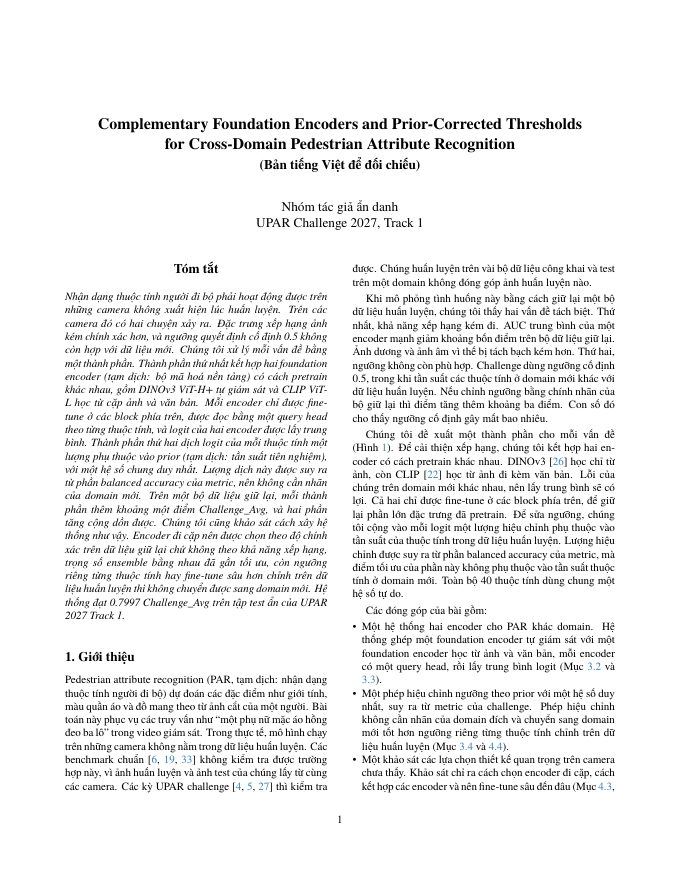 Complementary Foundation Encoders and Prior-Corrected Thresholds
for Cross-Domain Pedestrian Attribute Recognition
(Bản tiếng Việt để đối chiếu)
Nhóm tác giả ẩn danh
UPAR Challenge 2027, Track 1
Tóm tắt
Nhận dạng thuộc tính người đi bộ phải hoạt động được trên
những camera không xuất hiện lúc huấn luyện. Trên các
camera đó có hai chuyện xảy ra. Đặc trưng xếp hạng ảnh
kém chính xác hơn, và ngưỡng quyết định cố định 0.5 không
còn hợp với dữ liệu mới. Chúng tôi xử lý mỗi vấn đề bằng
một thành phần. Thành phần thứ nhất kết hợp hai foundation
encoder (tạm dịch: bộ mã hoá nền tảng) có cách pretrain
khác nhau, gồm DINOv3 ViT-H+ tự giám sát và CLIP ViT-
L học từ cặp ảnh và văn bản. Mỗi encoder chỉ được fine-
tune ở các block phía trên, được đọc bằng một query head
theo từng thuộc tính, và logit của hai encoder được lấy trung
bình. Thành phần thứ hai dịch logit của mỗi thuộc tính một
lượng phụ thuộc vào prior (tạm dịch: tần suất tiên nghiệm),
với một hệ số chung duy nhất. Lượng dịch này được suy ra
từ phần balanced accuracy của metric, nên không cần nhãn
của domain mới. Trên một bộ dữ liệu giữ lại, mỗi thành
phần thêm khoảng một điểm Challenge_Avg, và hai phần
tăng cộng dồn được. Chúng tôi cũng khảo sát cách xây hệ
thống như vậy. Encoder đi cặp nên được chọn theo độ chính
xác trên dữ liệu giữ lại chứ không theo khả năng xếp hạng,
trọng số ensemble bằng nhau đã gần tối ưu, còn ngưỡng
riêng từng thuộc tính hay fine-tune sâu hơn chỉnh trên dữ
liệu huấn luyện thì không chuyển được sang domain mới. Hệ
thống đạt 0.7997 Challenge_Avg trên tập test ẩn của UPAR
2027 Track 1.
1. Giới thiệu
Pedestrian attribute recognition (PAR, tạm dịch: nhận dạng
thuộc tính người đi bộ) dự đoán các đặc điểm như giới tính,
màu quần áo và đồ mang theo từ ảnh cắt của một người. Bài
toán này phục vụ các truy vấn như “một phụ nữ mặc áo hồng
đeo ba lô” trong video giám sát. Trong thực tế, mô hình chạy
trên những camera không nằm trong dữ liệu huấn luyện. Các
benchmark chuẩn [6, 19, 33] không kiểm tra được trường
hợp này, vì ảnh huấn luyện và ảnh test của chúng lấy từ cùng
các camera. Các kỳ UPAR challenge [4, 5, 27] thì kiểm tra
được. Chúng huấn luyện trên vài bộ dữ liệu công khai và test
trên một domain không đóng góp ảnh huấn luyện nào.
Khi mô phỏng tình huống này bằng cách giữ lại một bộ
dữ liệu huấn luyện, chúng tôi thấy hai vấn đề tách biệt. Thứ
nhất, khả năng xếp hạng kém đi. AUC trung bình của một
encoder mạnh giảm khoảng bốn điểm trên bộ dữ liệu giữ lại.
Ảnh dương và ảnh âm vì thế bị tách bạch kém hơn. Thứ hai,
ngưỡng không còn phù hợp. Challenge dùng ngưỡng cố định
0.5, trong khi tần suất các thuộc tính ở domain mới khác với
dữ liệu huấn luyện. Nếu chỉnh ngưỡng bằng chính nhãn của
bộ giữ lại thì điểm tăng thêm khoảng ba điểm. Con số đó
cho thấy ngưỡng cố định gây mất bao nhiêu.
Chúng tôi đề xuất một thành phần cho mỗi vấn đề
(Hình 1). Để cải thiện xếp hạng, chúng tôi kết hợp hai en-
coder có cách pretrain khác nhau. DINOv3 [26] học chỉ từ
ảnh, còn CLIP [22] học từ ảnh đi kèm văn bản. Lỗi của
chúng trên domain mới khác nhau, nên lấy trung bình sẽ có
lợi. Cả hai chỉ được fine-tune ở các block phía trên, để giữ
lại phần lớn đặc trưng đã pretrain. Để sửa ngưỡng, chúng
tôi cộng vào mỗi logit một lượng hiệu chỉnh phụ thuộc vào
tần suất của thuộc tính trong dữ liệu huấn luyện. Lượng hiệu
chỉnh được suy ra từ phần balanced accuracy của metric, mà
điểm tối ưu của phần này không phụ thuộc vào tần suất thuộc
tính ở domain mới. Toàn bộ 40 thuộc tính dùng chung một
hệ số tự do.
Các đóng góp của bài gồm:
• Một hệ thống hai encoder cho PAR khác domain. Hệ
thống ghép một foundation encoder tự giám sát với một
foundation encoder học từ ảnh và văn bản, mỗi encoder
có một query head, rồi lấy trung bình logit (Mục 3.2 và
3.3).
• Một phép hiệu chỉnh ngưỡng theo prior với một hệ số duy
nhất, suy ra từ metric của challenge. Phép hiệu chỉnh
không cần nhãn của domain đích và chuyển sang domain
mới tốt hơn ngưỡng riêng từng thuộc tính chỉnh trên dữ
liệu huấn luyện (Mục 3.4 và 4.4).
• Một khảo sát các lựa chọn thiết kế quan trọng trên camera
chưa thấy. Khảo sát chỉ ra cách chọn encoder đi cặp, cách
kết hợp các encoder và nên fine-tune sâu đến đâu (Mục 4.3,
1